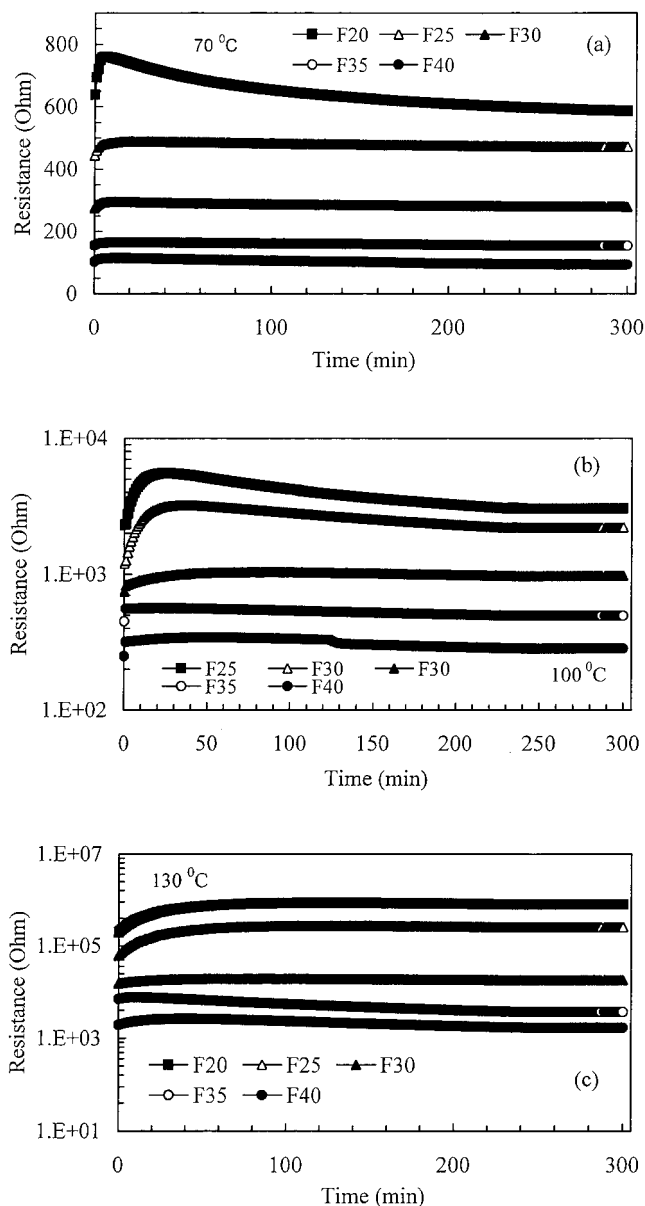 (a)
70 °C
F20 F25 F30
F35 F40
Resistance (Ohm)
800
600
400
200
0
0 100 200 300
Time (min)
(b)
Resistance (Ohm)
1.E+04
1.E+03
1.E+02
F25 F30 F30
F35 F40
100 °C
0 50 100 150 200 250 300
Time (min)
130 °C
Resistance (Ohm)
1.E+07
1.E+05
1.E+03
1.E+01
F20 F25 F30
F35 F40
(c)
0 100 200 300
Time (min)